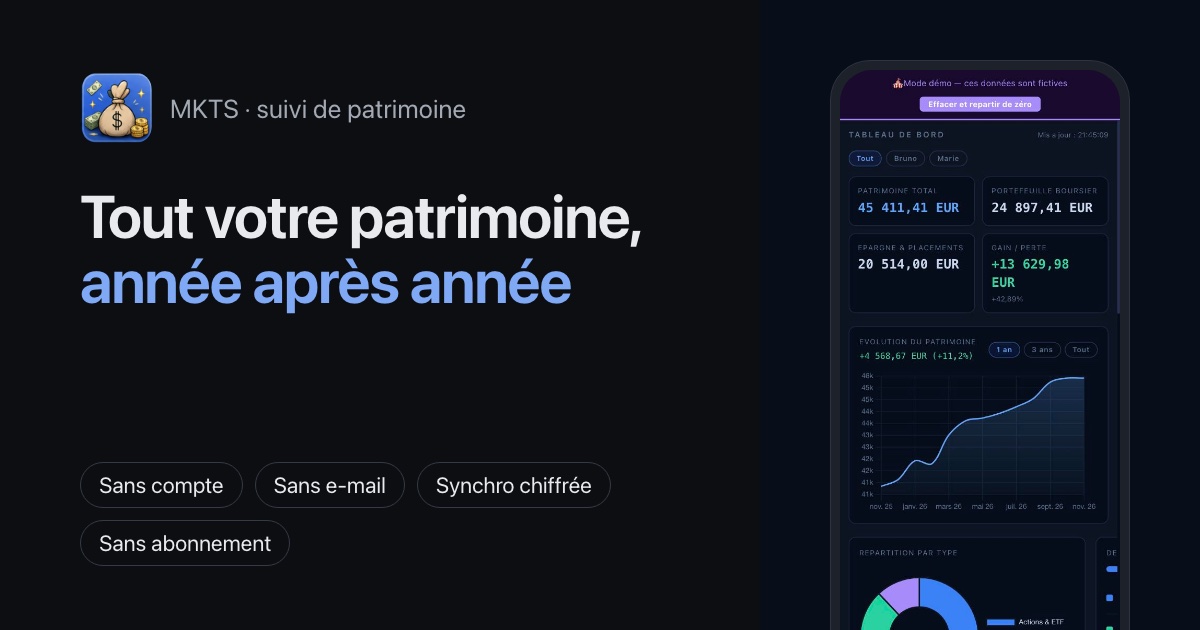 MKTS · suivi de patrimoine
Tout votre patrimoine,
année après année
Sans compte
Sans e-mail
Synchro chiffrée
Sans abonnement
🎪Mode démo — ces données sont fictives
Effacer et repartir de zéro
TABLEAU DE BORD
Mis à jour : 21:45:09
Tout
Bruno
Marie
PATRIMOINE TOTAL
45 411,41 EUR
PORTEFEUILLE BOURSIER
24 897,41 EUR
ÉPARGNE & PLACEMENTS
20 514,00 EUR
GAIN / PERTE
+13 629,98
EUR
+42,89%
ÉVOLUTION DU PATRIMOINE
+4 568,67 EUR (+11,2%)
1 an
3 ans
Tout
46k
45k
45k
44k
44k
43k
43k
42k
42k
41k
41k
nov. 25
janv. 26
mars 26
mai 26
juil. 26
sept. 26
nov. 26
RÉPARTITION PAR TYPE
Actions & ETF
DE